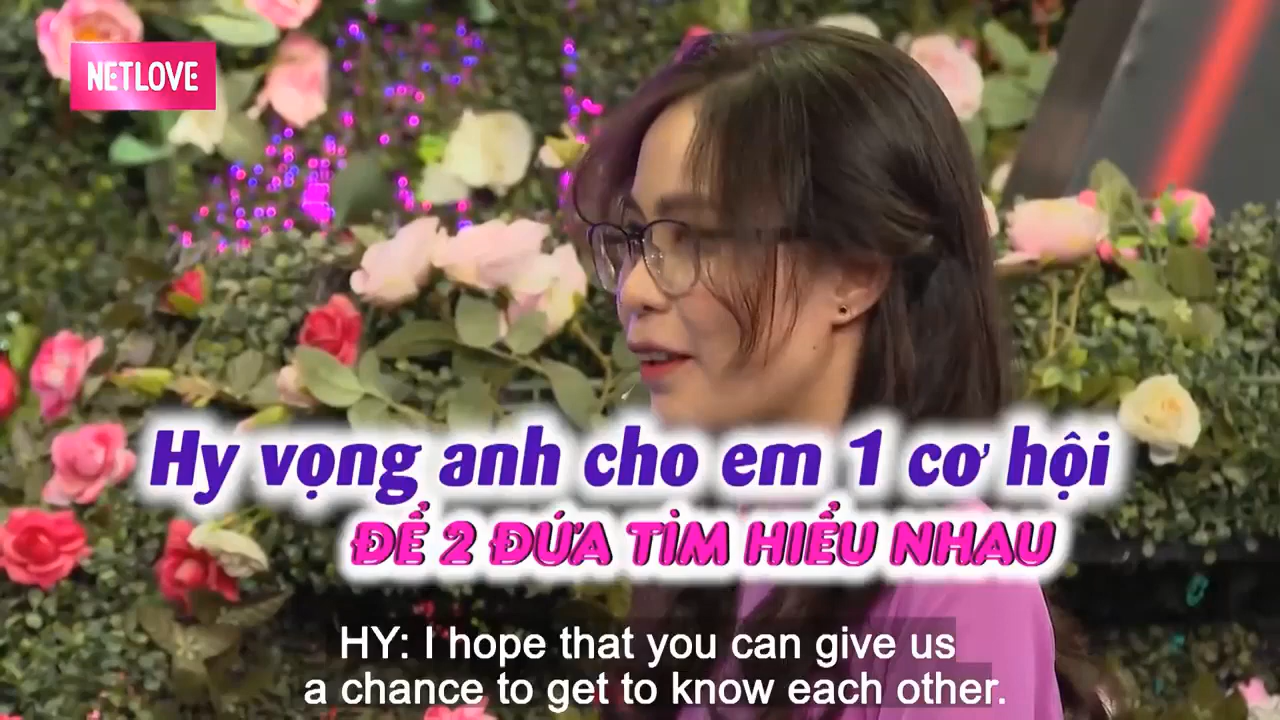 NETLOVE
Hy vọng anh cho em 1 cơ hội
ĐỂ 2 ĐỨA TÌM HIỂU NHAU
HY: I hope that you can give us
a chance to get to know each other.